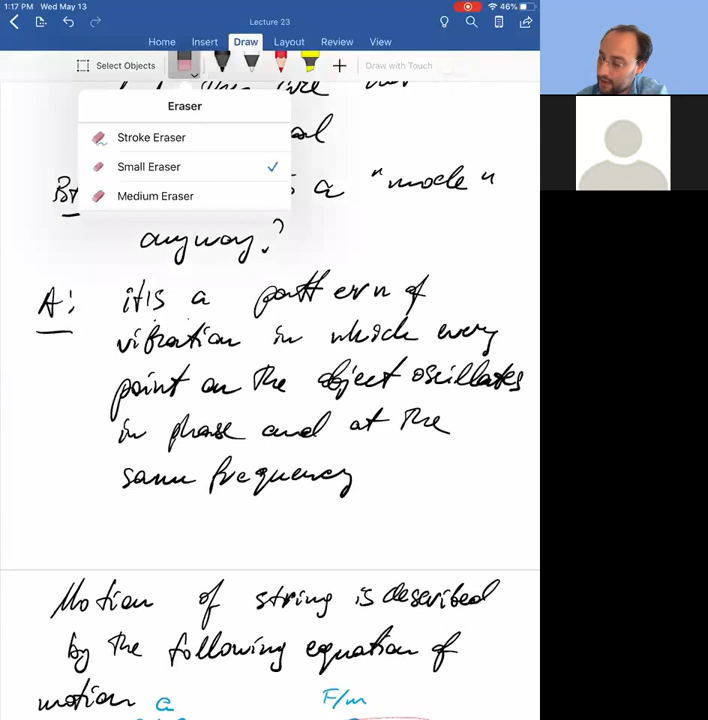 1:17 PM Wed May 13
46%
Lecture 23
Home Insert Draw Layout Review View
Select Objects
Draw with Touch
Eraser
Stroke Eraser
Small Eraser
Medium Eraser
a "mode"
anyway?
A: it's a pattern of
vibration in which every
point on the object oscillates
in phase and at the
same frequency
Motion of string is described
by the following equation of
motion a F/m